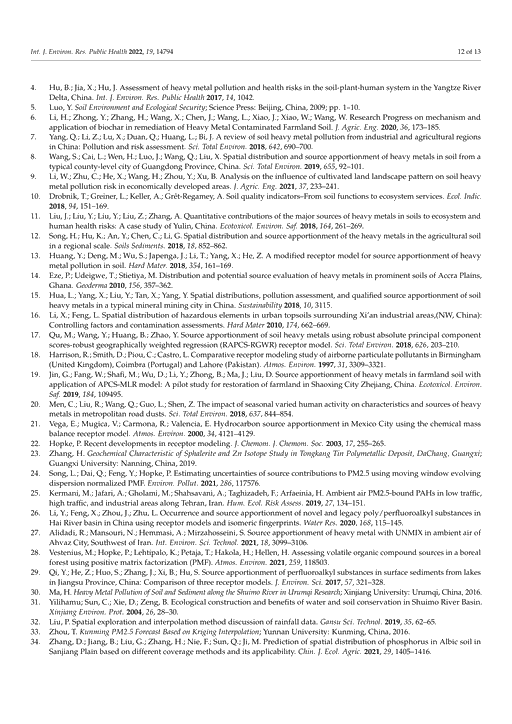 Int. J. Environ. Res. Public Health 2022, 19, 14794
12 of 13
4. Hu, B.; Jia, X.; Hu, J. Assessment of heavy metal pollution and health risks in the soil-plant-human system in the Yangtze River
Delta, China. Int. J. Environ. Res. Public Health 2017, 14, 1042.
5. Luo, Y. Soil Environment and Ecological Security; Science Press: Beijing, China, 2009; pp. 1–10.
6. Li, H.; Zhong, Y.; Zhang, H.; Wang, X.; Chen, J.; Wang, L.; Xiao, J.; Xiao, W.; Wang, W. Research Progress on Mechanism and
application of biochar in remediation of Heavy Metal Contaminated Farmland Soil. J. Agric. Eng. 2020, 36, 173–185.
7. Yang, Q.; Li, Z.; Lu, X.; Duan, Q.; Huang, L.; Bi, J. A review of soil heavy metal pollution from industrial and agricultural regions
in China: Pollution and risk assessment. Sci. Total Environ. 2018, 642, 690–700.
8. Wang, S.; Cai, L.; Wen, H.; Luo, J.; Wang, Q.; Liu, X. Spatial distribution and source apportionment of heavy metals in soil from a
typical county-level city of Guangdong Province, China. Sci. Total Environ. 2019, 655, 92–101.
9. Li, W.; Zhu, C.; He, X.; Wang, H.; Zhou, Y.; Xu, B. Analysis on the influence of cultivated land landscape pattern on soil heavy
metal pollution risk in economically developed areas. J. Agric. Eng. 2021, 37, 233–241.
10. Drobnik, T.; Greiner, L.; Keller, A.; Grêt-Regamey, A. Soil quality indicators–From soil functions to ecosystem services. Ecol. Indic.
2018, 94, 151–169.
11. Liu, J.; Liu, Y.; Liu, Y.; Liu, Z.; Zhang, A. Quantitative contributions of the major sources of heavy metals in soils to ecosystem and
human health risks: A case study of Yulin, China. Ecotoxicol. Environ. Saf. 2018, 164, 261–269.
12. Song, H.; Hu, K.; An, Y.; Chen, C.; Li, G. Spatial distribution and source apportionment of the heavy metals in the agricultural soil
in a regional scale. Soils Sediments. 2018, 18, 852–862.
13. Huang, Y.; Deng, M.; Wu, S.; Japenga, J.; Li, T.; Yang, X.; He, Z. A modified receptor model for source apportionment of heavy
metal pollution in soil. Hard Mater. 2018, 354, 161–169.
14. Eze, P.; Udeigwe, T.; Stietiya, M. Distribution and potential source evaluation of heavy metals in prominent soils of Accra Plains,
Ghana. Geoderma 2010, 156, 357–362.
15. Hua, L.; Yang, X.; Liu, Y.; Tan, X.; Yang, Y. Spatial distributions, pollution assessment, and qualified source apportionment of soil
heavy metals in a typical mineral mining city in China. Sustainability 2018, 10, 3115.
16. Li, X.; Feng, L. Spatial distribution of hazardous elements in urban topsoils surrounding Xi'an industrial areas,(NW, China):
Controlling factors and contamination assessments. Hard Mater 2010, 174, 662–669.
17. Qu, M.; Wang, Y.; Huang, B.; Zhao, Y. Source apportionment of soil heavy metals using robust absolute principal component
scores-robust geographically weighted regression (RAPCS-RGWR) receptor model. Sci. Total Environ. 2018, 626, 203–210.
18. Harrison, R.; Smith, D.; Piou, C.; Castro, L. Comparative receptor modeling study of airborne particulate pollutants in Birmingham
(United Kingdom), Coimbra (Portugal) and Lahore (Pakistan). Atmos. Environ. 1997, 31, 3309–3321.
19. Jin, G.; Fang, W.; Shafi, M.; Wu, D.; Li, Y.; Zhong, B.; Ma, J.; Liu, D. Source apportionment of heavy metals in farmland soil with
application of APCS-MLR model: A pilot study for restoration of farmland in Shaoxing City Zhejiang, China. Ecotoxicol. Environ.
Saf. 2019, 184, 109495.
20. Men, C.; Liu, R.; Wang, Q.; Guo, L.; Shen, Z. The impact of seasonal varied human activity on characteristics and sources of heavy
metals in metropolitan road dusts. Sci. Total Environ. 2018, 637, 844–854.
21. Vega, E.; Mugica, V.; Carmona, R.; Valencia, E. Hydrocarbon source apportionment in Mexico City using the chemical mass
balance receptor model. Atmos. Environ. 2000, 34, 4121–4129.
22. Hopke, P. Recent developments in receptor modeling. J. Chemom. J. Chemom. Soc. 2003, 17, 255–265.
23. Zhang, H. Geochemical Characteristic of Sphalerite and Zn Isotope Study in Tongkang Tin Polymetallic Deposit, DaChang, Guangxi;
Guangxi University: Nanning, China, 2019.
24. Song, L.; Dai, Q.; Feng, Y.; Hopke, P. Estimating uncertainties of source contributions to PM2.5 using moving window evolving
dispersion normalized PMF. Environ. Pollut. 2021, 286, 117576.
25. Kermani, M.; Jafari, A.; Gholami, M.; Shahsavani, A.; Taghizadeh, F.; Arfaeinia, H. Ambient air PM2.5-bound PAHs in low traffic,
high traffic, and industrial areas along Tehran, Iran. Hum. Ecol. Risk Assess. 2019, 27, 134–151.
26. Li, Y.; Feng, X.; Zhou, J.; Zhu, L. Occurrence and source apportionment of novel and legacy poly/perfluoroalkyl substances in
Hai River basin in China using receptor models and isomeric fingerprints. Water Res. 2020, 168, 115–145.
27. Alidadi, R.; Mansouri, N.; Hemmasi, A.; Mirzahosseini, S. Source apportionment of heavy metal with UNMIX in ambient air of
Ahvaz City, Southwest of Iran. Int. Environ. Sci. Technol. 2021, 18, 3099–3106.
28. Vestenius, M.; Hopke, P.; Lehtipalo, K.; Petaja, T.; Hakola, H.; Hellen, H. Assessing volatile organic compound sources in a boreal
forest using positive matrix factorization (PMF). Atmos. Environ. 2021, 259, 118503.
29. Qi, Y.; He, Z.; Huo, S.; Zhang, J.; Xi, B.; Hu, S. Source apportionment of perfluoroalkyl substances in surface sediments from lakes
in Jiangsu Province, China: Comparison of three receptor models. J. Environ. Sci. 2017, 57, 321–328.
30. Ma, H. Heavy Metal Pollution of Soil and Sediment along the Shuimo River in Urumqi Research; Xinjiang University: Urumqi, China, 2016.
31. Yilihamu; Sun, C.; Xie, D.; Zeng, B. Ecological construction and benefits of water and soil conservation in Shuimo River Basin.
Xinjiang Environ. Prot. 2004, 26, 28–30.
32. Liu, P. Spatial exploration and interpolation method discussion of rainfall data. Gansu Sci. Technol. 2019, 35, 62–65.
33. Zhou, T. Kunming PM2.5 Forecast Based on Kriging Interpolation; Yunnan University: Kunming, China, 2016.
34. Zhang, D.; Jiang, B.; Liu, G.; Zhang, H.; Nie, F.; Sun, Q.; Ji, M. Prediction of spatial distribution of phosphorus in Albic soil in
Sanjiang Plain based on different coverage methods and its applicability. Chin. J. Ecol. Agric. 2021, 29, 1405–1416.